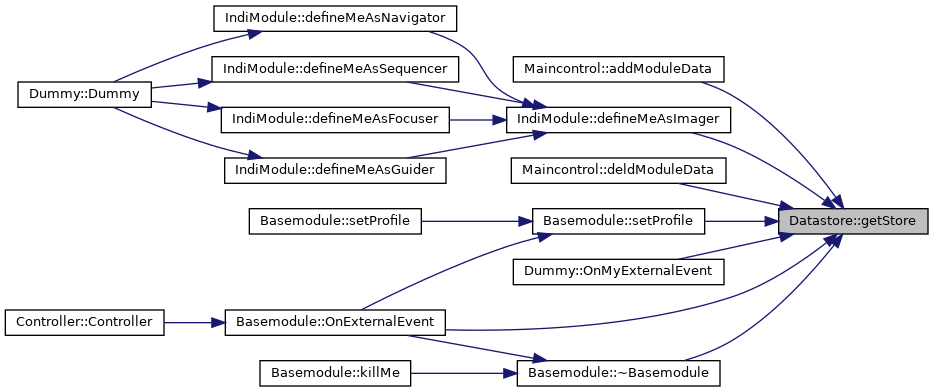 IndiModule::defineMeAsNavigator
IndiModule::defineMeAsSequencer
Maincontrol::addModuleData
Dummy::Dummy
IndiModule::defineMeAsFocuser
IndiModule::defineMeAsImager
IndiModule::defineMeAsGuider
Maincontrol::deldModuleData
Basemodule::setProfile
Basemodule::setProfile
Datastore::getStore
Dummy::OnMyExternalEvent
Controller::Controller
Basemodule::OnExternalEvent
Basemodule::killMe
Basemodule::~Basemodule